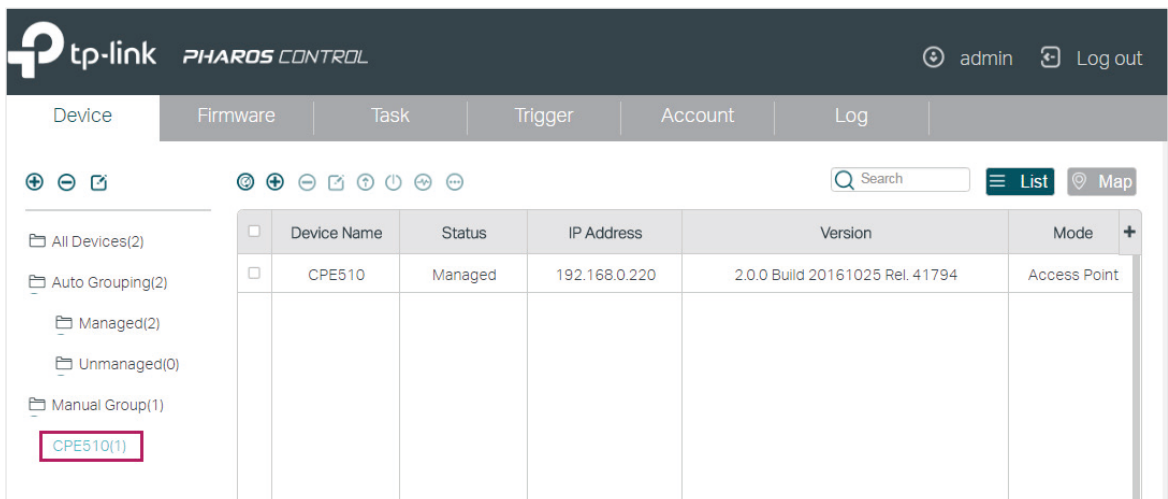 tp-link PHAROS CONTROL admin Log out
Device Firmware Task Trigger Account Log
Search List Map
All Devices(2)
Auto Grouping(2)
Managed(2)
Unmanaged(0)
Manual Group(1)
CPE510(1)
Device Name Status IP Address Version Mode +
CPE510 Managed 192.168.0.220 2.0.0 Build 20161025 Rel. 41794 Access Point